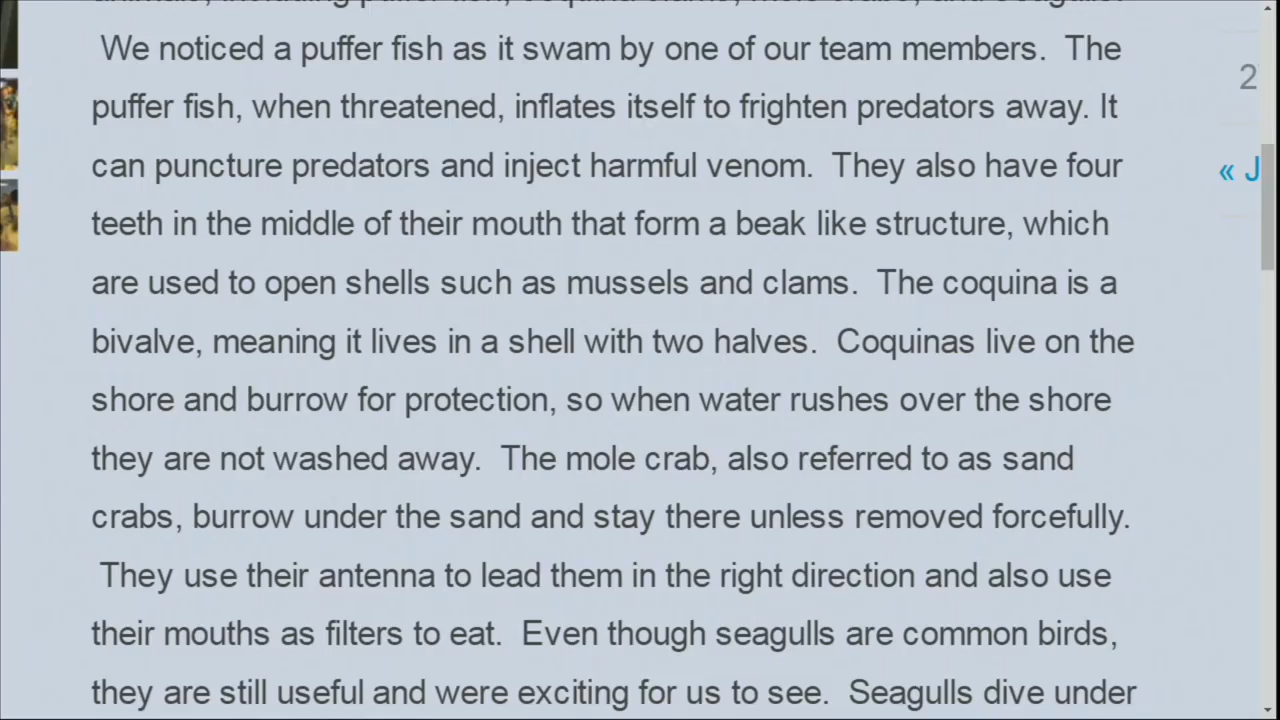 We noticed a puffer fish as it swam by one of our team members. The
puffer fish, when threatened, inflates itself to frighten predators away. It
can puncture predators and inject harmful venom. They also have four
teeth in the middle of their mouth that form a beak like structure, which
are used to open shells such as mussels and clams. The coquina is a
bivalve, meaning it lives in a shell with two halves. Coquinas live on the
shore and burrow for protection, so when water rushes over the shore
they are not washed away. The mole crab, also referred to as sand
crabs, burrow under the sand and stay there unless removed forcefully.
They use their antenna to lead them in the right direction and also use
their mouths as filters to eat. Even though seagulls are common birds,
they are still useful and were exciting for us to see. Seagulls dive under
2
« J